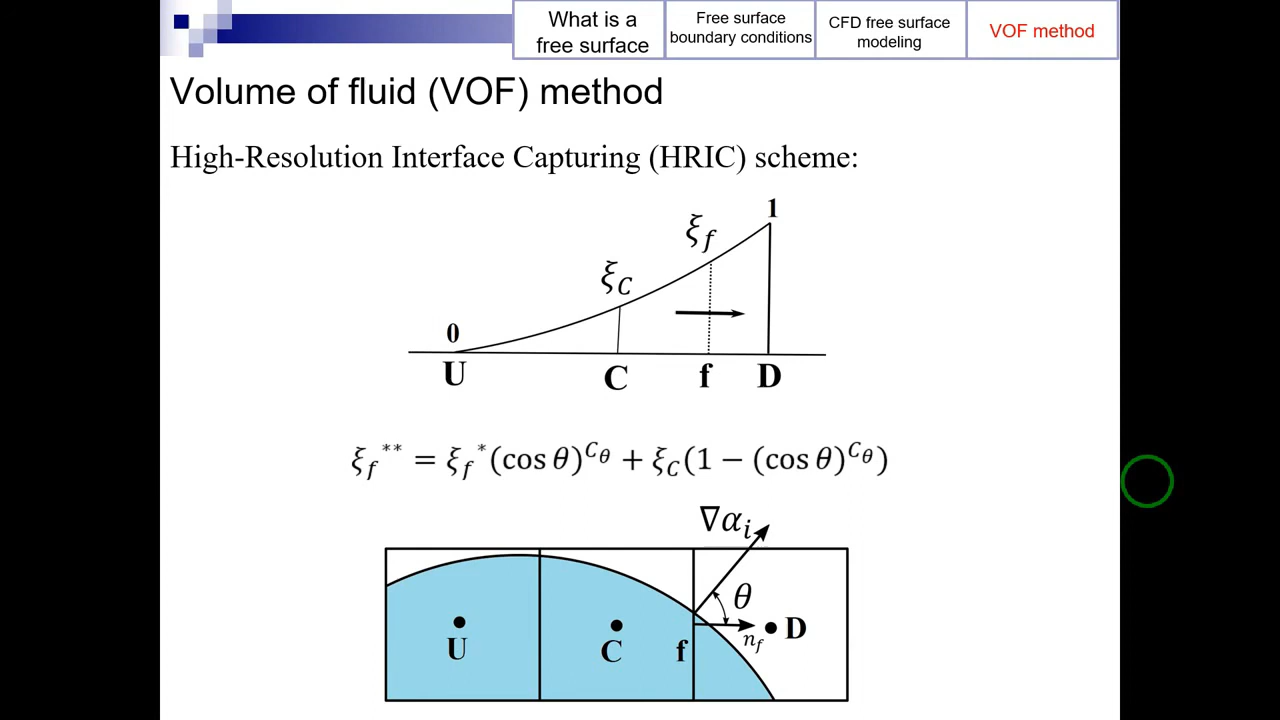 What is a
free surface
Free surface
boundary conditions
CFD free surface
modeling
VOF method
Volume of fluid (VOF) method
High-Resolution Interface Capturing (HRIC) scheme:
1
ξ_f
ξ_C
0
U
C
f
D
ξ_f** = ξ_f*(cos θ)^{C_θ} + ξ_C(1 − (cos θ)^{C_θ})
∇α_i
θ
D
n_f
U
C
f